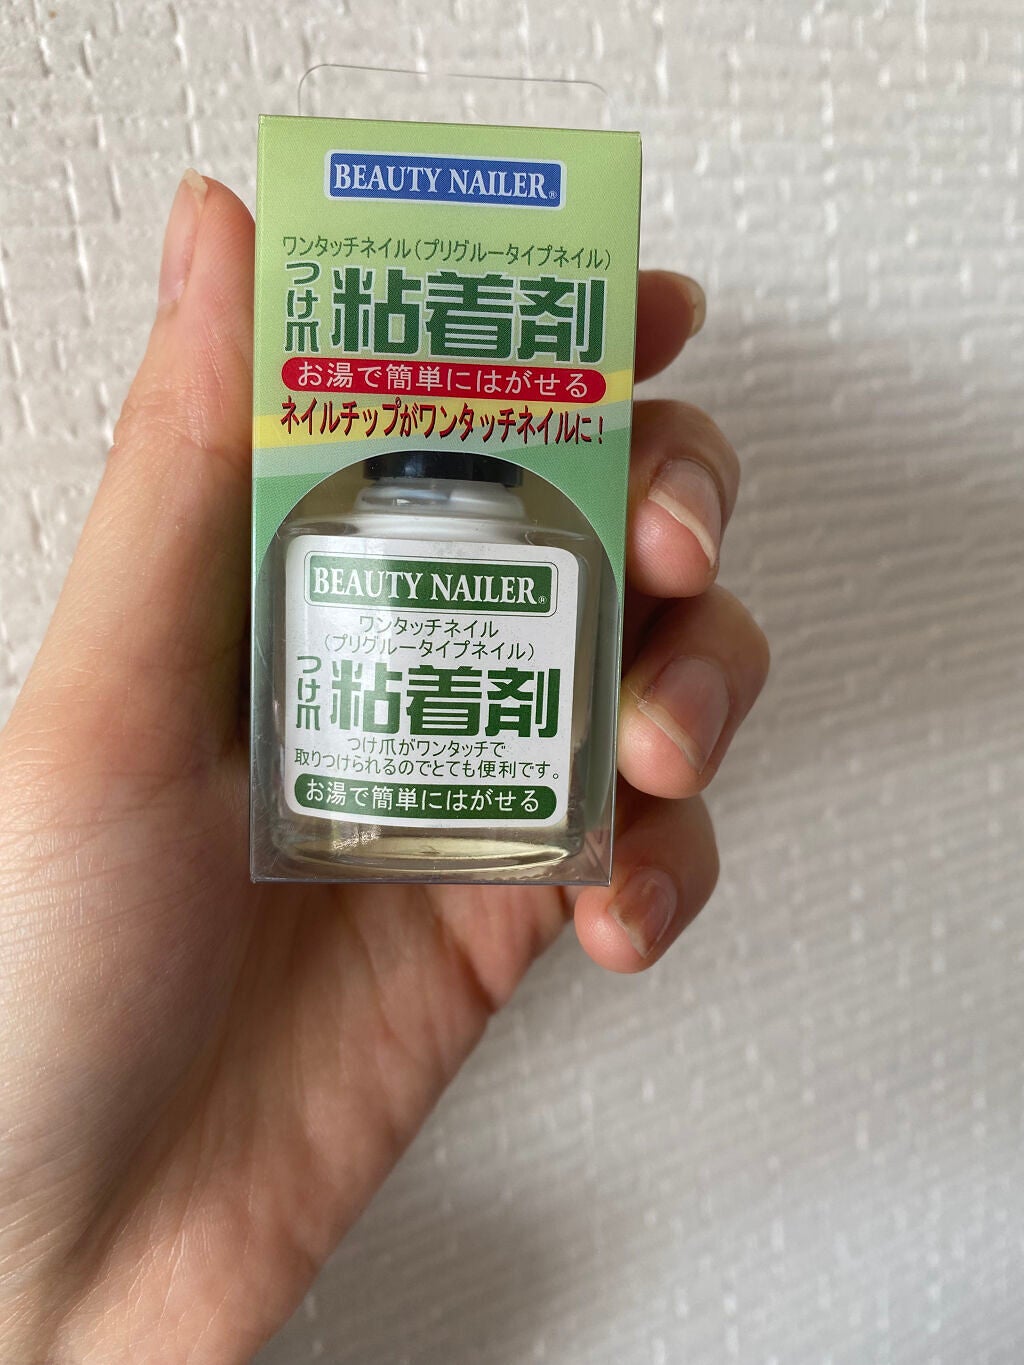 BEAUTY NAILER®
ワンタッチネイル(プリグルータイプネイル)
つけ爪 粘着剤
お湯で簡単にはがせる
ネイルチップがワンタッチネイルに!
BEAUTY NAILER®
ワンタッチネイル
(プリグルータイプネイル)
つけ爪 粘着剤
つけ爪がワンタッチで
取りつけられるのでとても便利です。
お湯で簡単にはがせる